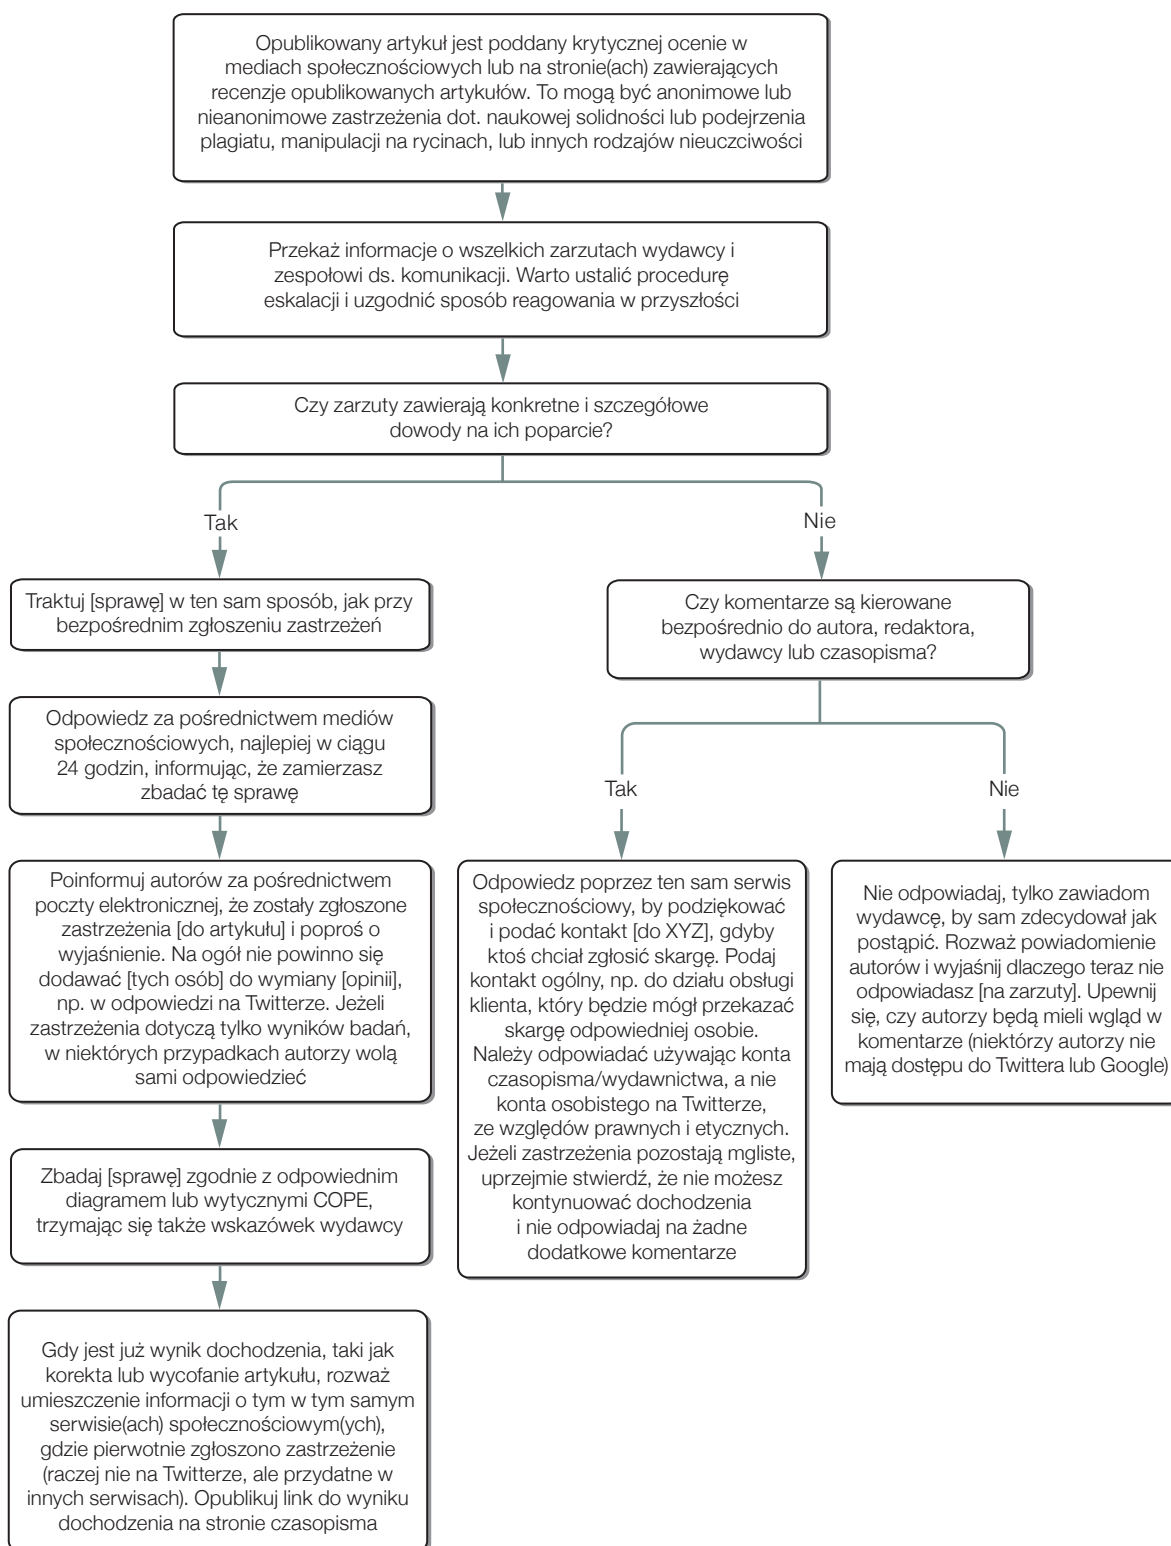 Opublikowany artykuł jest poddany krytycznej ocenie w
mediach społecznościowych lub na stronie(ach) zawierających
recenzje opublikowanych artykułów. To mogą być anonimowe lub
nieanonimowe zastrzeżenia dot. naukowej solidności lub podejrzenia
plagiatu, manipulacji na rycinach, lub innych rodzajów nieuczciwości
Przekaż informacje o wszelkich zarzutach wydawcy i
zespołowi ds. komunikacji. Warto ustalić procedurę
eskalacji i uzgodnić sposób reagowania w przyszłości
Czy zarzuty zawierają konkretne i szczegółowe
dowody na ich poparcie?
Tak
Nie
Traktuj [sprawę] w ten sam sposób, jak przy
bezpośrednim zgłoszeniu zastrzeżeń
Odpowiedz za pośrednictwem mediów
społecznościowych, najlepiej w ciągu
24 godzin, informując, że zamierzasz
zbadać tę sprawę
Poinformuj autorów za pośrednictwem
poczty elektronicznej, że zostały zgłoszone
zastrzeżenia [do artykułu] i poproś o
wyjaśnienie. Na ogół nie powinno się
dodawać [tych osób] do wymiany [opinii],
np. w odpowiedzi na Twitterze. Jeżeli
zastrzeżenia dotyczą tylko wyników badań,
w niektórych przypadkach autorzy wolą
sami odpowiedzieć
Zbadaj [sprawę] zgodnie z odpowiednim
diagramem lub wytycznymi COPE,
trzymając się także wskazówek wydawcy
Gdy jest już wynik dochodzenia, taki jak
korekta lub wycofanie artykułu, rozważ
umieszczenie informacji o tym w tym samym
serwisie(ach) społecznościowym(ych),
gdzie pierwotnie zgłoszono zastrzeżenie
(raczej nie na Twitterze, ale przydatne w
innych serwisach). Opublikuj link do wyniku
dochodzenia na stronie czasopisma
Czy komentarze są kierowane
bezpośrednio do autora, redaktora,
wydawcy lub czasopisma?
Tak
Nie
Odpowiedz poprzez ten sam serwis
społecznościowy, by podziękować
i podać kontakt [do XYZ], gdyby
ktoś chciał zgłosić skargę. Podaj
kontakt ogólny, np. do działu obsługi
klienta, który będzie mógł przekazać
skargę odpowiedniej osobie.
Należy odpowiadać używając konta
czasopisma/wydawnictwa, a nie
konta osobistego na Twitterze,
ze względów prawnych i etycznych.
Jeżeli zastrzeżenia pozostają mgliste,
uprzejmie stwierdź, że nie możesz
kontynuować dochodzenia
i nie odpowiadaj na żadne
dodatkowe komentarze
Nie odpowiadaj, tylko zawiadom
wydawcę, by sam zdecydował jak
postąpić. Rozważ powiadomienie
autorów i wyjaśnij dlaczego teraz nie
odpowiadasz [na zarzuty]. Upewnij
się, czy autorzy będą mieli wgląd w
komentarze (niektórzy autorzy nie
mają dostępu do Twittera lub Google)